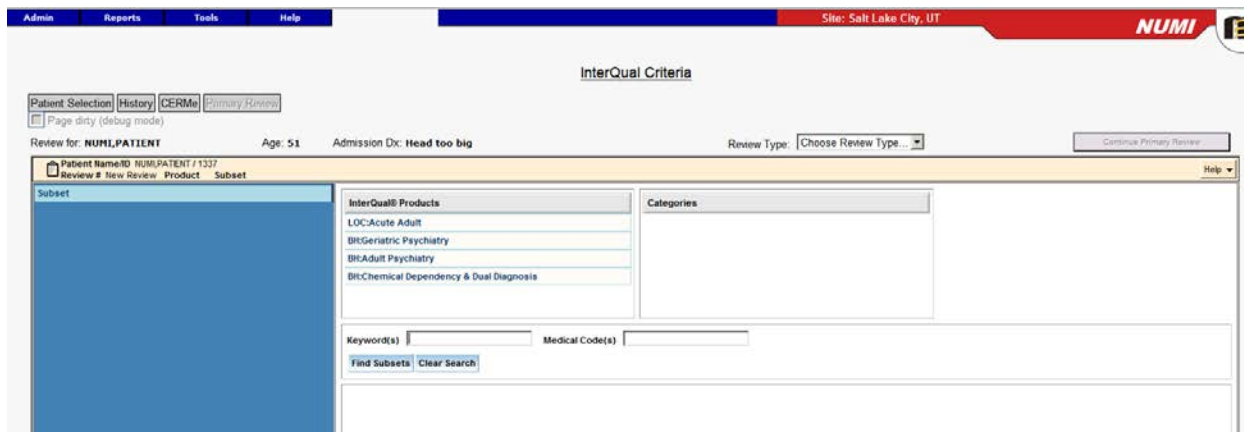 Admin Reports Tools Help Site: Salt Lake City, UT NUMI
InterQual Criteria
Patient Selection History CERMe Primary Review
Page dirty (debug mode)
Review for: NUMI,PATIENT Age: 51 Admission Dx: Head too big Review Type: Choose Review Type... Continue Primary Review
Patient Name/ID NUMI,PATIENT / 1337
Review # New Review Product Subset Help
Subset
InterQual® Products Categories
LOC:Acute Adult
BH:Geriatric Psychiatry
BH:Adult Psychiatry
BH:Chemical Dependency & Dual Diagnosis
Keyword(s) Medical Code(s)
Find Subsets Clear Search